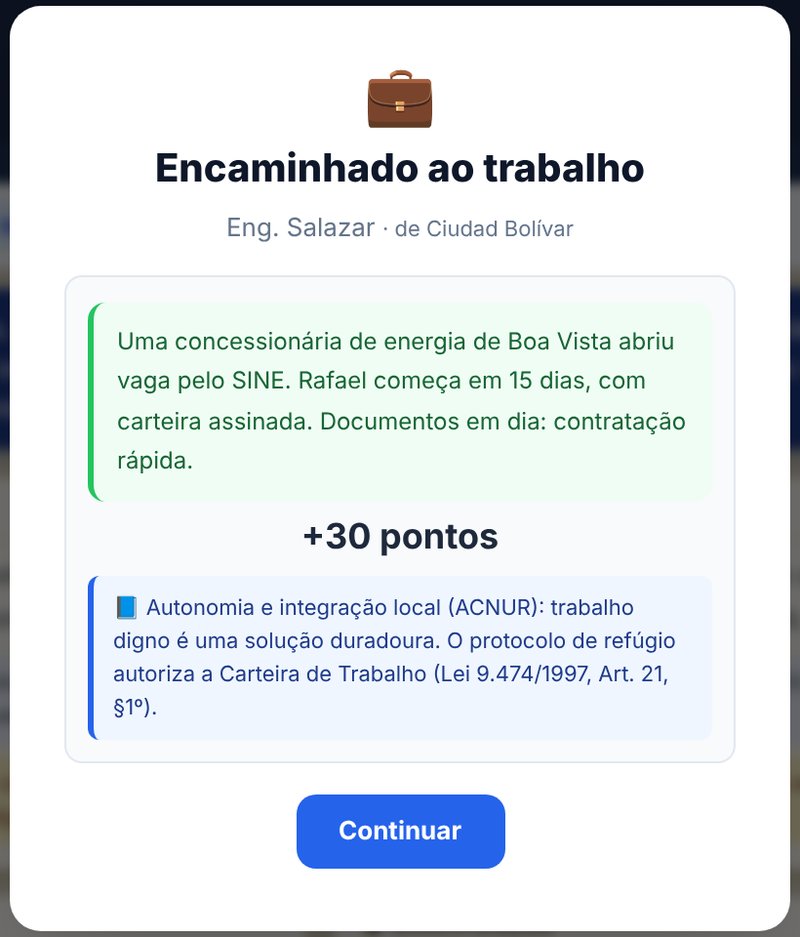 Encaminhado ao trabalho
Eng. Salazar · de Ciudad Bolívar
Uma concessionária de energia de Boa Vista abriu
vaga pelo SINE. Rafael começa em 15 dias, com
carteira assinada. Documentos em dia: contratação
rápida.
+30 pontos
📘 Autonomia e integração local (ACNUR): trabalho
digno é uma solução duradoura. O protocolo de refúgio
autoriza a Carteira de Trabalho (Lei 9.474/1997, Art. 21,
§1º).
Continuar